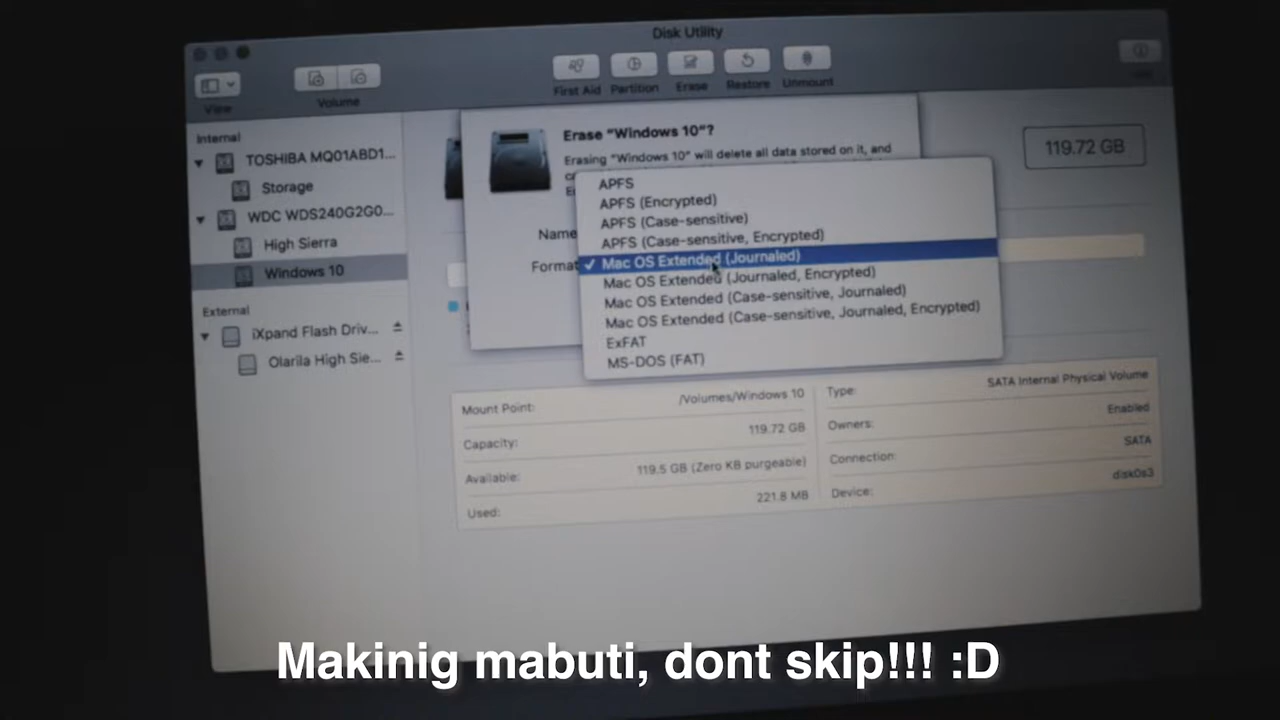 Disk Utility
View
Volume
First Aid
Partition
Erase
Restore
Unmount
Internal
TOSHIBA MQ01ABD1...
Storage
WDC WDS240G2G0...
High Sierra
Windows 10
External
iXpand Flash Driv...
Olarila High Sie...
Erase “Windows 10”?
Erasing “Windows 10” will delete all data stored on it, and
119.72 GB
Name
Format
APFS
APFS (Encrypted)
APFS (Case-sensitive)
APFS (Case-sensitive, Encrypted)
✓ Mac OS Extended (Journaled)
Mac OS Extended (Journaled, Encrypted)
Mac OS Extended (Case-sensitive, Journaled)
Mac OS Extended (Case-sensitive, Journaled, Encrypted)
ExFAT
MS-DOS (FAT)
Mount Point: /Volumes/Windows 10
Capacity: 119.72 GB
Available: 119.5 GB (Zero KB purgeable)
Used: 221.8 MB
Type: SATA Internal Physical Volume
Owners: Enabled
Connection: SATA
Device: disk0s3
Makinig mabuti, dont skip!!! :D